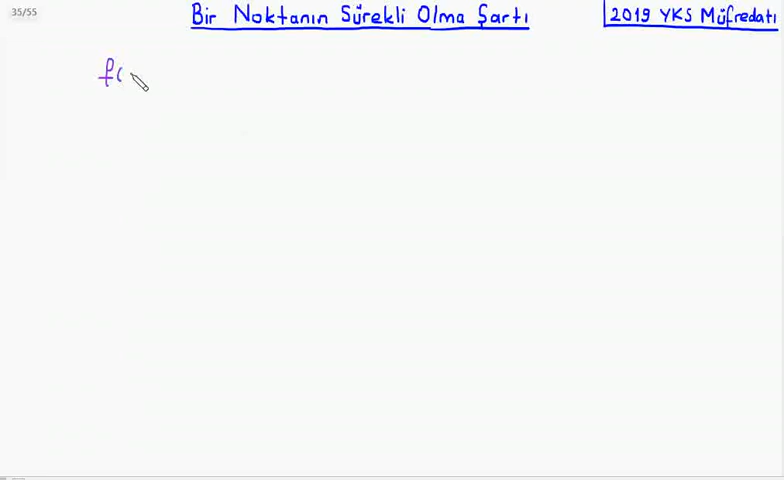 35/55
Bir Noktanın Sürekli Olma Şartı
2019 YKS Müfredatı
f(